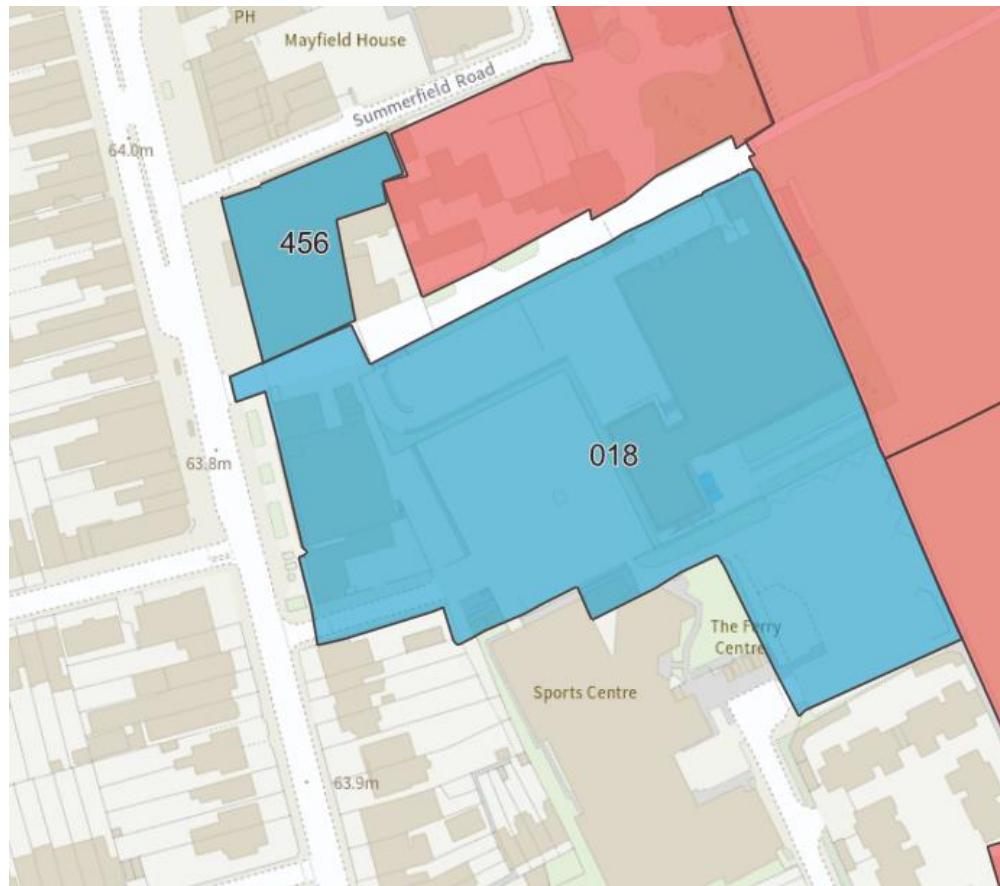 PH
Mayfield House
Summerfield Road
64.0m
456
63.8m
018
The Ferry
Centre
Sports Centre
63.9m